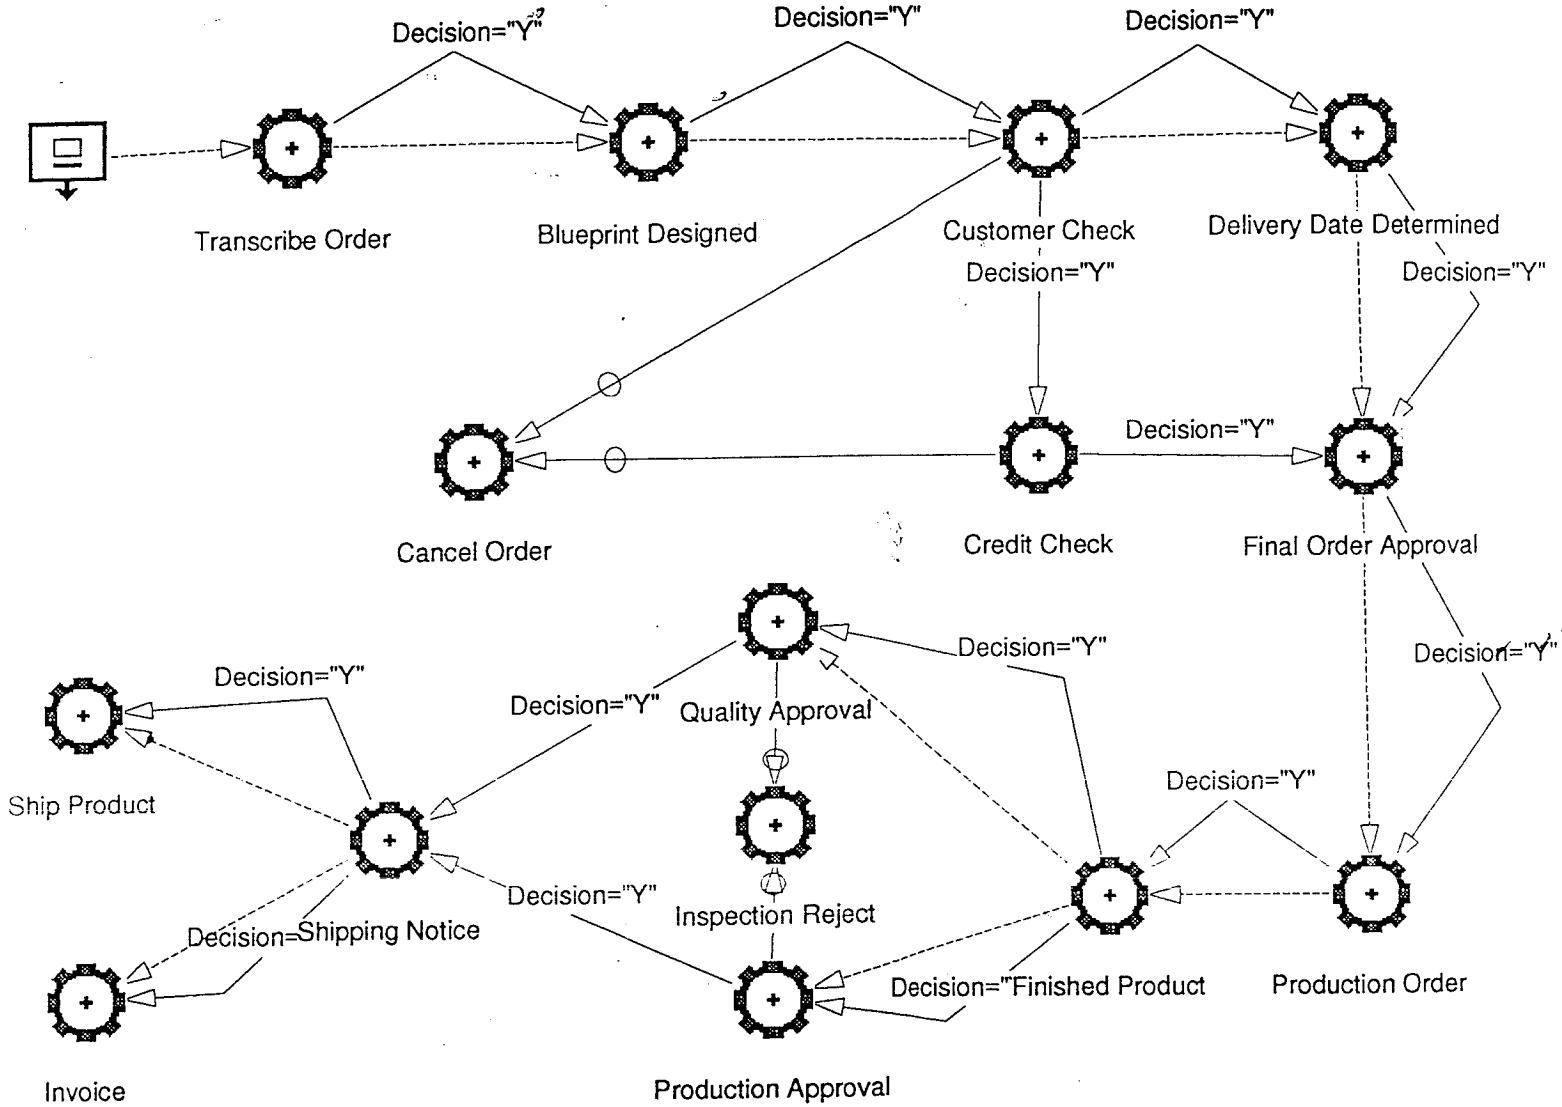 Decision="Y"
Decision="Y"
Decision="Y"
Transcribe Order
Blueprint Designed
Customer Check
Delivery Date Determined
Decision="Y"
Decision="Y"
Decision="Y"
Cancel Order
Credit Check
Final Order Approval
Decision="Y"
Decision="Y"
Decision="Y"
Decision="Y"
Quality Approval
Decision="Y"
Ship Product
Decision="Y"
Inspection Reject
Decision=
Shipping Notice
Decision="
Finished Product
Production Order
Invoice
Production Approval